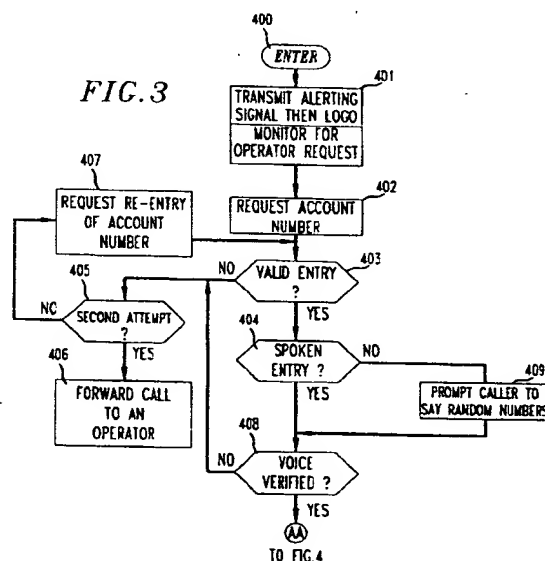 400
ENTER
FIG.3
401
TRANSMIT ALERTING
SIGNAL THEN LOGO
MONITOR FOR
OPERATOR REQUEST
407
REQUEST RE-ENTRY
OF ACCOUNT
NUMBER
402
REQUEST ACCOUNT
NUMBER
403
NO
VALID ENTRY
?
YES
405
NO
SECOND ATTEMPT
?
YES
404
SPOKEN
ENTRY ?
NO
YES
406
FORWARD CALL
TO AN
OPERATOR
409
PROMPT CALLER TO
SAY RANDOM NUMBERS
408
NO
VOICE
VERIFIED ?
YES
AA
TO FIG.4